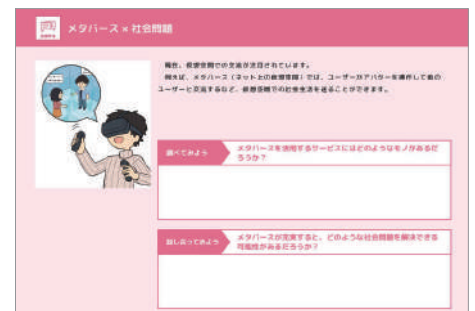 メタバース × 社会問題
現在、仮想空間での交流が注目されています。
例えば、メタバース（ネット上の仮想空間）では、ユーザーがアバターを操作して他の
ユーザーと交流するなど、仮想空間での社会生活を送ることができます。
調べてみよう
メタバースを活用するサービスにはどのようなモノがあるだ
ろうか？
話し合ってみよう
メタバースが充実すると、どのような社会問題を解決できる
可能性があるだろうか？